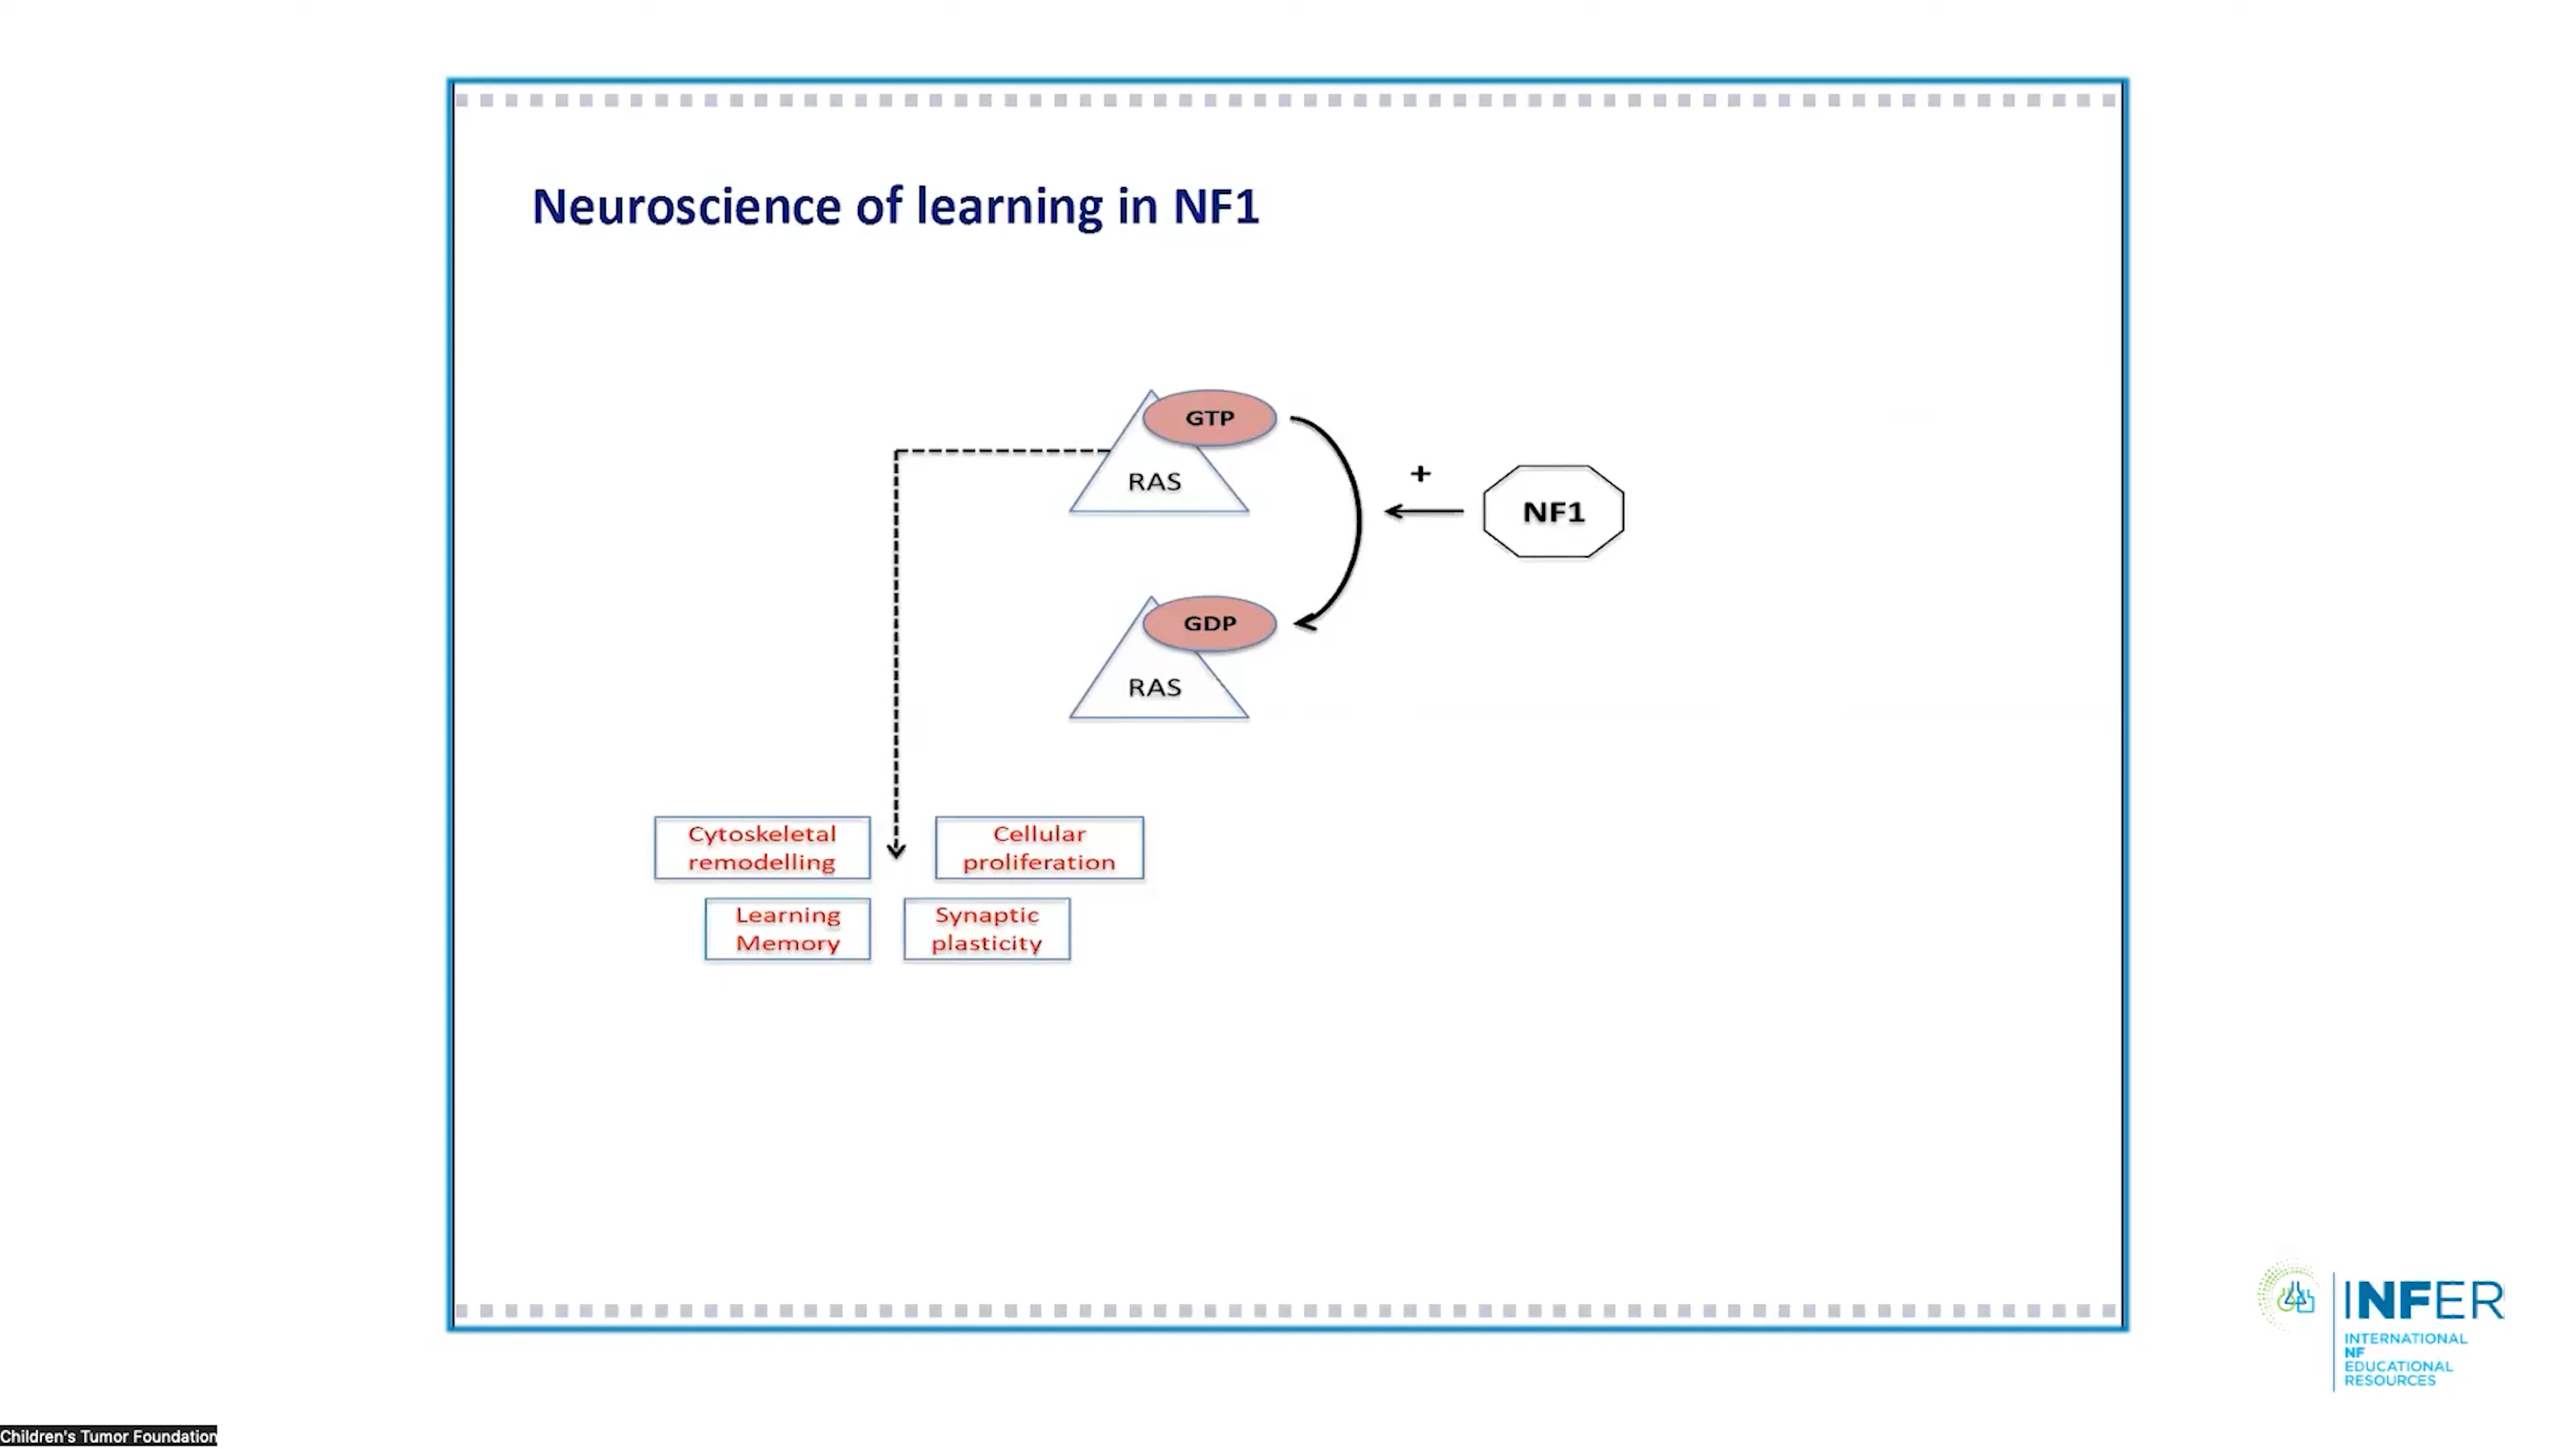 Neuroscience of learning in NF1
GTP
RAS
+
NF1
GDP
RAS
Cytoskeletal
remodelling
Cellular
proliferation
Learning
Memory
Synaptic
plasticity
INFER
INTERNATIONAL
NF
EDUCATIONAL
RESOURCES
Children's Tumor Foundation